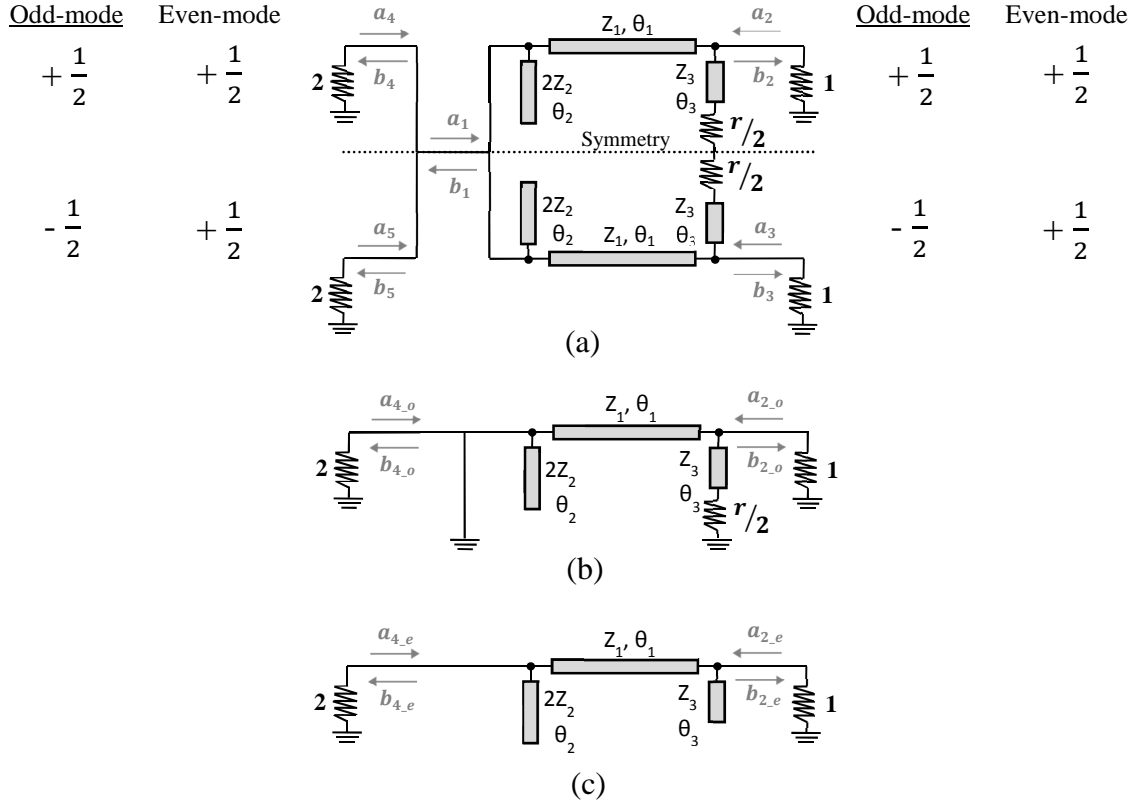 Odd-mode Even-mode Odd-mode Even-mode
+ 1/2 + 1/2 + 1/2 + 1/2
- 1/2 + 1/2 - 1/2 + 1/2
a₄ Z₁, θ₁ a₂
b₄ b₂
2 2Z₂ Z₃ 1
θ₂ θ₃
a₁ r/2
Symmetry
b₁ r/2
2Z₂ Z₃
a₅ θ₂ θ₃ a₃
Z₁, θ₁
b₅ b₃
2 1
(a)
a₄_ₒ Z₁, θ₁ a₂_ₒ
b₄_ₒ b₂_ₒ
2 2Z₂ Z₃ 1
θ₂ θ₃
r/2
(b)
a₄_ₑ Z₁, θ₁ a₂_ₑ
b₄_ₑ b₂_ₑ
2 2Z₂ Z₃ 1
θ₂ θ₃
(c)